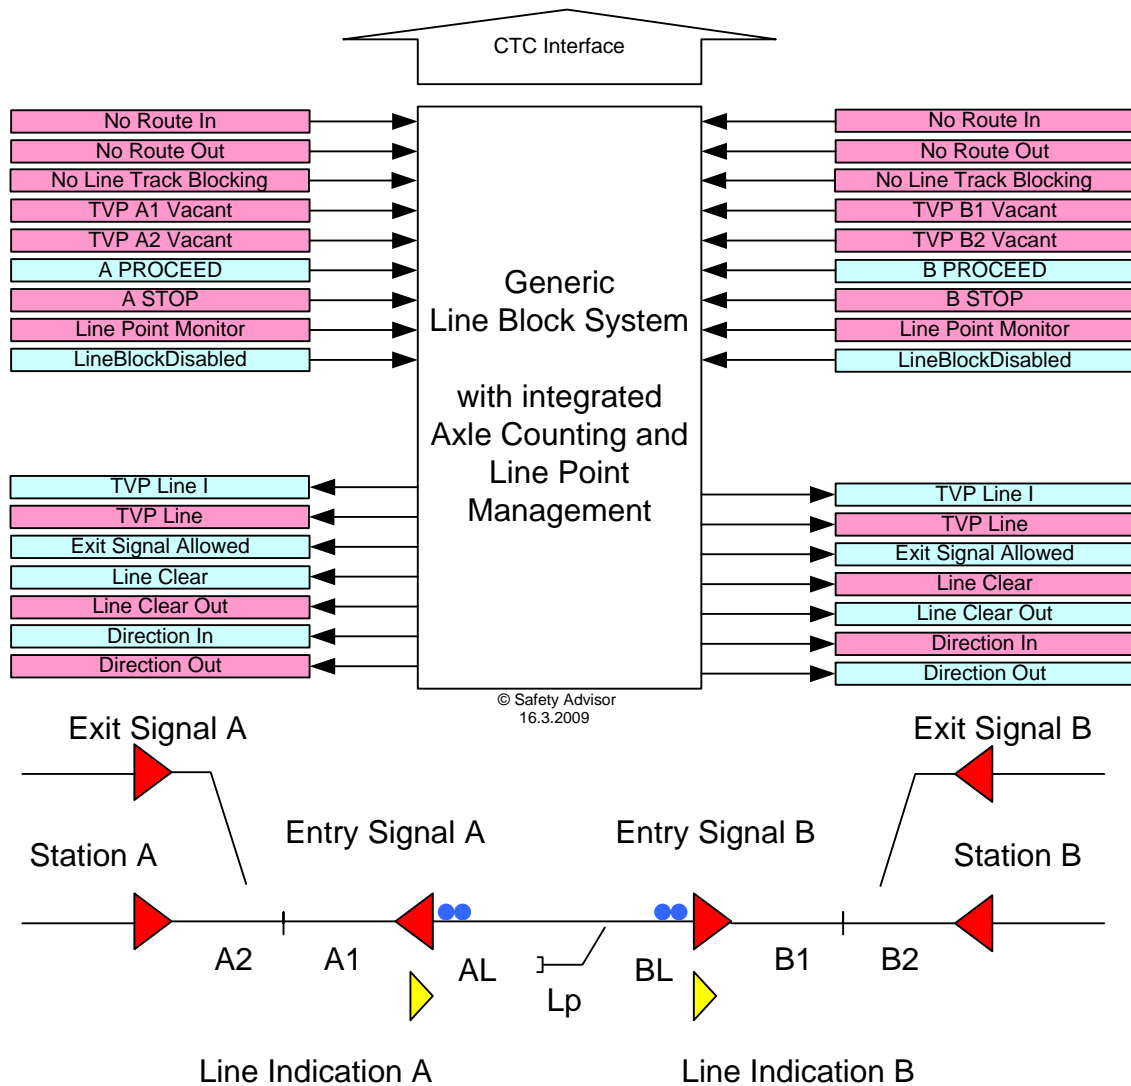 CTC Interface
No Route In
No Route Out
No Line Track Blocking
TVP A1 Vacant
TVP A2 Vacant
A PROCEED
A STOP
Line Point Monitor
LineBlockDisabled
Generic
Line Block System
with integrated
Axle Counting and
Line Point
Management
No Route In
No Route Out
No Line Track Blocking
TVP B1 Vacant
TVP B2 Vacant
B PROCEED
B STOP
Line Point Monitor
LineBlockDisabled
TVP Line I
TVP Line
Exit Signal Allowed
Line Clear
Line Clear Out
Direction In
Direction Out
TVP Line I
TVP Line
Exit Signal Allowed
Line Clear
Line Clear Out
Direction In
Direction Out
© Safety Advisor
16.3.2009
Exit Signal A
Exit Signal B
Entry Signal A
Entry Signal B
Station A
Station B
A2
A1
AL
Lp
BL
B1
B2
Line Indication A
Line Indication B